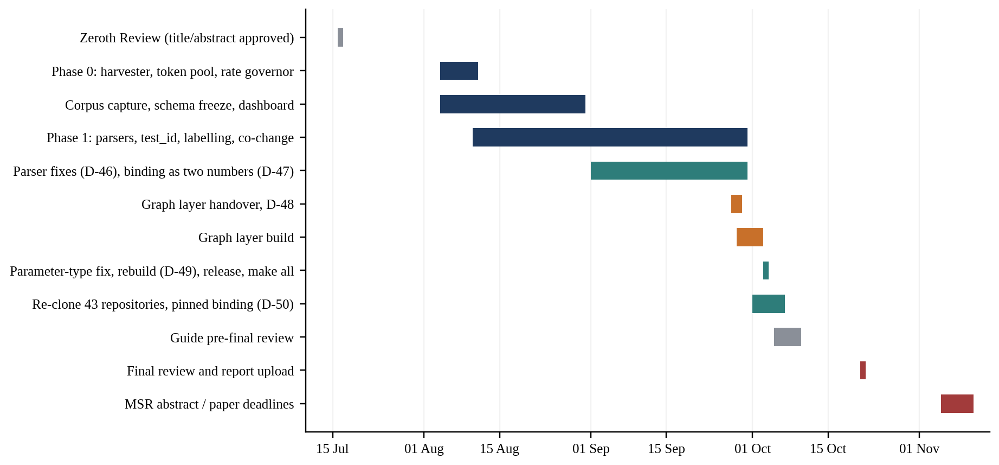 Zeroth Review (title/abstract approved)
Phase 0: harvester, token pool, rate governor
Corpus capture, schema freeze, dashboard
Phase 1: parsers, test_id, labelling, co-change
Parser fixes (D-46), binding as two numbers (D-47)
Graph layer handover, D-48
Graph layer build
Parameter-type fix, rebuild (D-49), release, make all
Re-clone 43 repositories, pinned binding (D-50)
Guide pre-final review
Final review and report upload
MSR abstract / paper deadlines
15 Jul 01 Aug 15 Aug 01 Sep 15 Sep 01 Oct 15 Oct 01 Nov